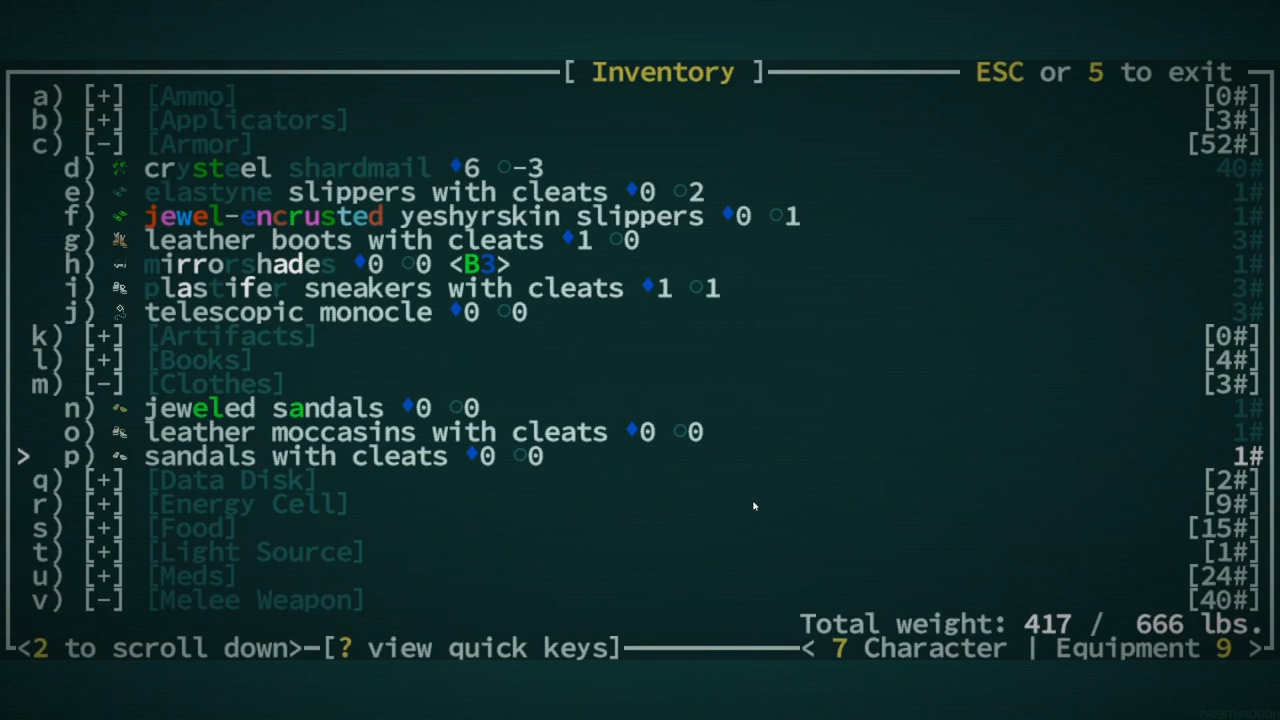 [ Inventory ] ESC or 5 to exit
a) [+] [Ammo] [0#]
b) [+] [Applicators] [3#]
c) [-] [Armor] [52#]
d) crysteel shardmail ♦6 ○-3 40#
e) elastyne slippers with cleats ♦0 ○2 1#
f) jewel-encrusted yeshyrskin slippers ♦0 ○1 1#
g) leather boots with cleats ♦1 ○0 3#
h) mirrorshades ♦0 ○0 <B3> 1#
i) plastifer sneakers with cleats ♦1 ○1 3#
j) telescopic monocle ♦0 ○0 3#
k) [+] [Artifacts] [0#]
l) [+] [Books] [4#]
m) [-] [Clothes] [3#]
n) jeweled sandals ♦0 ○0 1#
o) leather moccasins with cleats ♦0 ○0 1#
> p) sandals with cleats ♦0 ○0 1#
q) [+] [Data Disk] [2#]
r) [+] [Energy Cell] [9#]
s) [+] [Food] [15#]
t) [+] [Light Source] [1#]
u) [+] [Meds] [24#]
v) [-] [Melee Weapon] [40#]
Total weight: 417 / 666 lbs.
<2 to scroll down> [? view quick keys] < 7 Character | Equipment 9 >